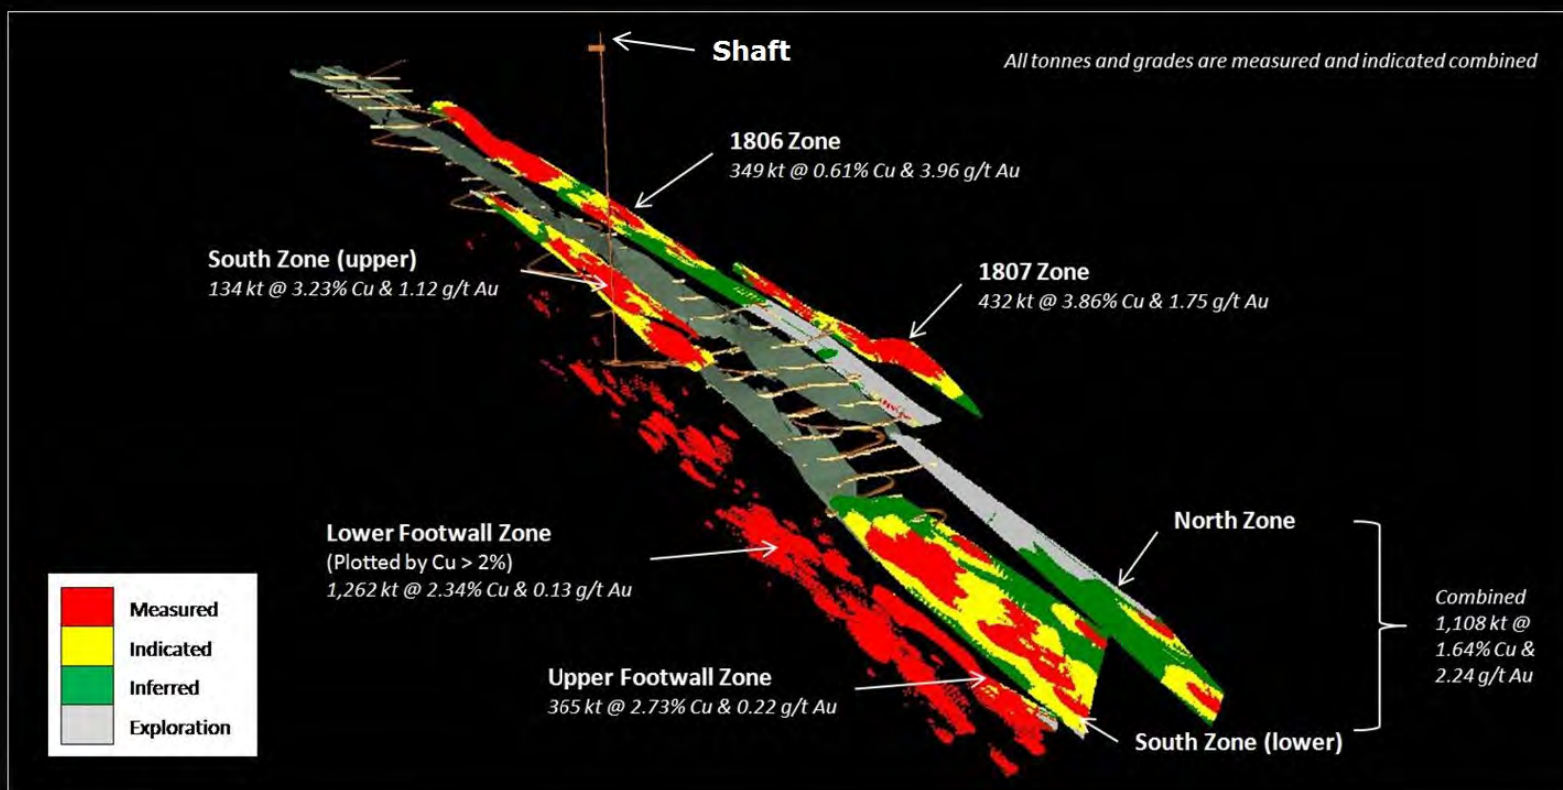 Shaft
All tonnes and grades are measured and indicated combined
1806 Zone
349 kt @ 0.61% Cu & 3.96 g/t Au
South Zone (upper)
134 kt @ 3.23% Cu & 1.12 g/t Au
1807 Zone
432 kt @ 3.86% Cu & 1.75 g/t Au
Lower Footwall Zone
(Plotted by Cu > 2%)
1,262 kt @ 2.34% Cu & 0.13 g/t Au
North Zone
Combined
1,108 kt @
1.64% Cu &
2.24 g/t Au
Upper Footwall Zone
365 kt @ 2.73% Cu & 0.22 g/t Au
South Zone (lower)
Measured
Indicated
Inferred
Exploration